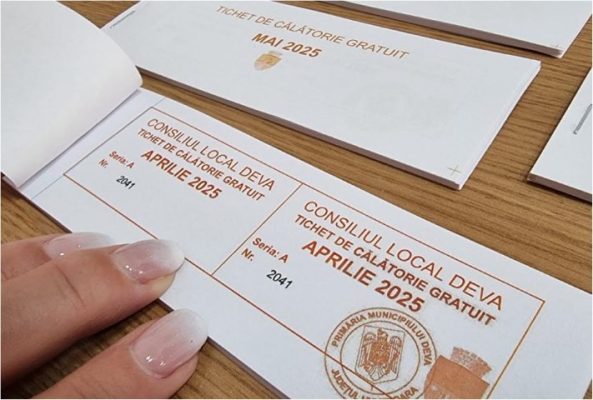 TICHET DE CĂLĂTORIE GRATUIT
MAI 2025
CONSILIUL LOCAL DEVA
TICHET DE CĂLĂTORIE GRATUIT
APRILIE 2025
Seria: A
Nr. 2041
CONSILIUL LOCAL DEVA
TICHET DE CĂLĂTORIE GRATUIT
APRILIE 2025
Seria: A
Nr. 2041
PRIMĂRIA MUNICIPIULUI DEVA
JUDEȚUL